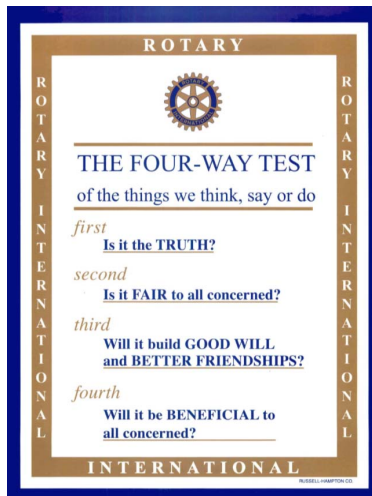 ROTARY
ROTARY INTERNATIONAL
ROTARY INTERNATIONAL
ROTARY
INTERNATIONAL
THE FOUR-WAY TEST
of the things we think, say or do
first
Is it the TRUTH?
second
Is it FAIR to all concerned?
third
Will it build GOOD WILL
and BETTER FRIENDSHIPS?
fourth
Will it be BENEFICIAL to
all concerned?
INTERNATIONAL
RUSSELL-HAMPTON CO.